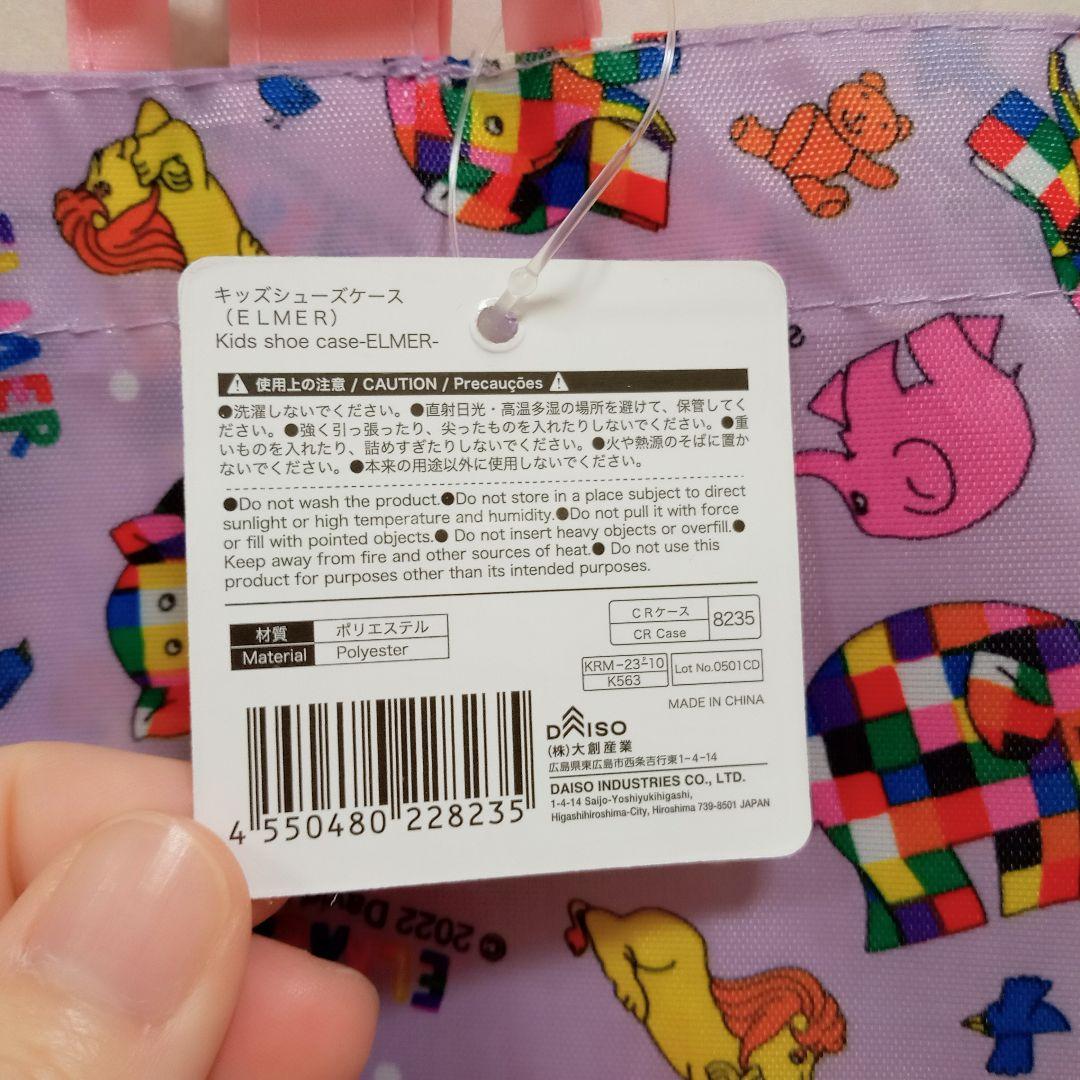 キッズシューズケース
（ＥＬＭＥＲ）
Kids shoe case-ELMER-
使用上の注意 / CAUTION / Precauções
●洗濯しないでください。●直射日光・高温多湿の場所を避けて、保管してく
ださい。●強く引っ張ったり、尖ったものを入れたりしないでください。●重
いものを入れたり、詰めすぎたりしないでください。●火や熱源のそばに置か
ないでください。●本来の用途以外に使用しないでください。
●Do not wash the product.●Do not store in a place subject to direct
sunlight or high temperature and humidity.●Do not pull it with force
or fill with pointed objects.● Do not insert heavy objects or overfill.●
Keep away from fire and other sources of heat.● Do not use this
product for purposes other than its intended purposes.
材質 ポリエステル
Material Polyester
ＣＲケース
CR Case
8235
KRM-23ﾅ10
K563
Lot No.0501CD
MADE IN CHINA
DAISO
(株)大創産業
広島県東広島市西条吉行東1-4-14
DAISO INDUSTRIES CO., LTD.
1-4-14 Saijo-Yoshiyukihigashi,
Higashihiroshima-City, Hiroshima 739-8501 JAPAN
4 550480 228235
ELMER
© 2022 David